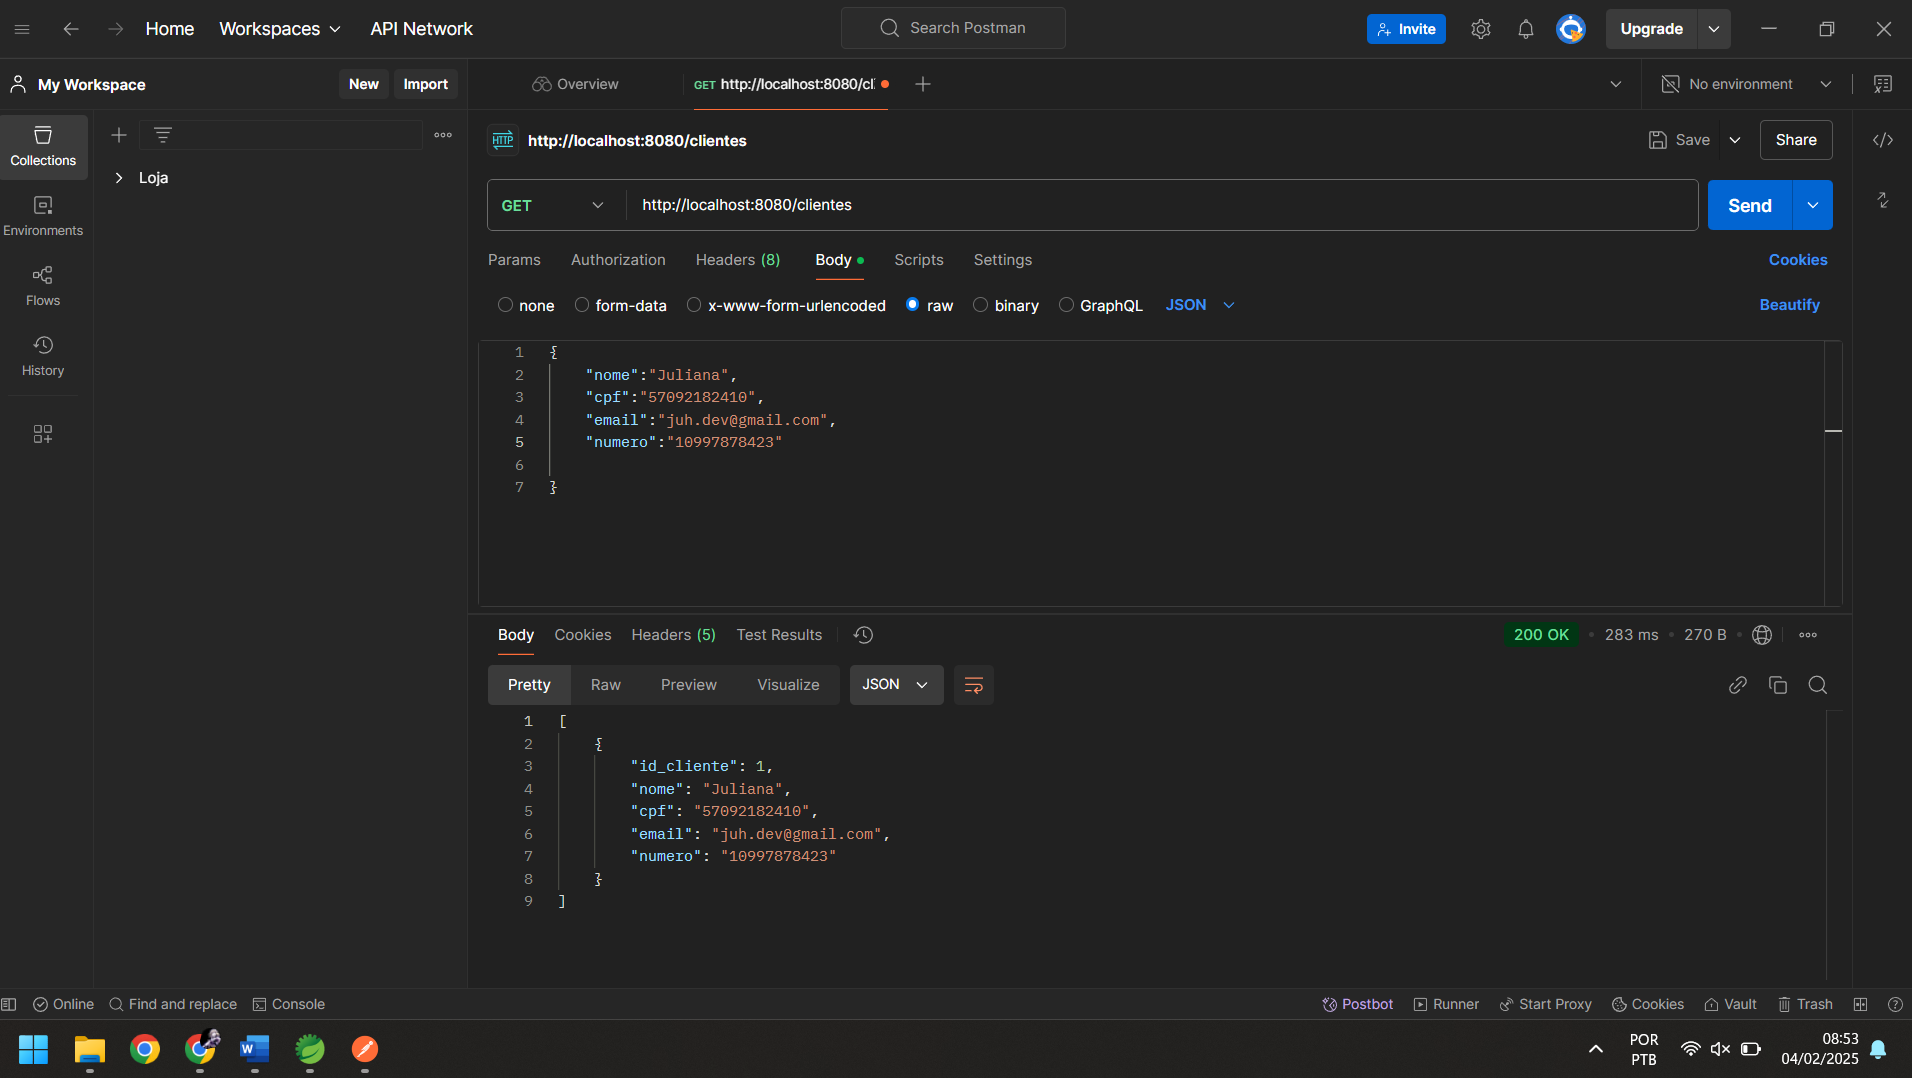 Home Workspaces API Network Search Postman Invite Upgrade
My Workspace New Import Overview GET http://localhost:8080/cl No environment
Collections
Environments
Flows
History
Loja
HTTP http://localhost:8080/clientes Save Share
GET http://localhost:8080/clientes Send
Params Authorization Headers (8) Body Scripts Settings Cookies
none form-data x-www-form-urlencoded raw binary GraphQL JSON Beautify
1 {
2 "nome":"Juliana",
3 "cpf":"57092182410",
4 "email":"juh.dev@gmail.com",
5 "numero":"10997878423"
6
7 }
Body Cookies Headers (5) Test Results 200 OK • 283 ms • 270 B
Pretty Raw Preview Visualize JSON
1 [
2 {
3 "id_cliente": 1,
4 "nome": "Juliana",
5 "cpf": "57092182410",
6 "email": "juh.dev@gmail.com",
7 "numero": "10997878423"
8 }
9 ]
Online Find and replace Console Postbot Runner Start Proxy Cookies Vault Trash
W
POR
PTB
08:53
04/02/2025